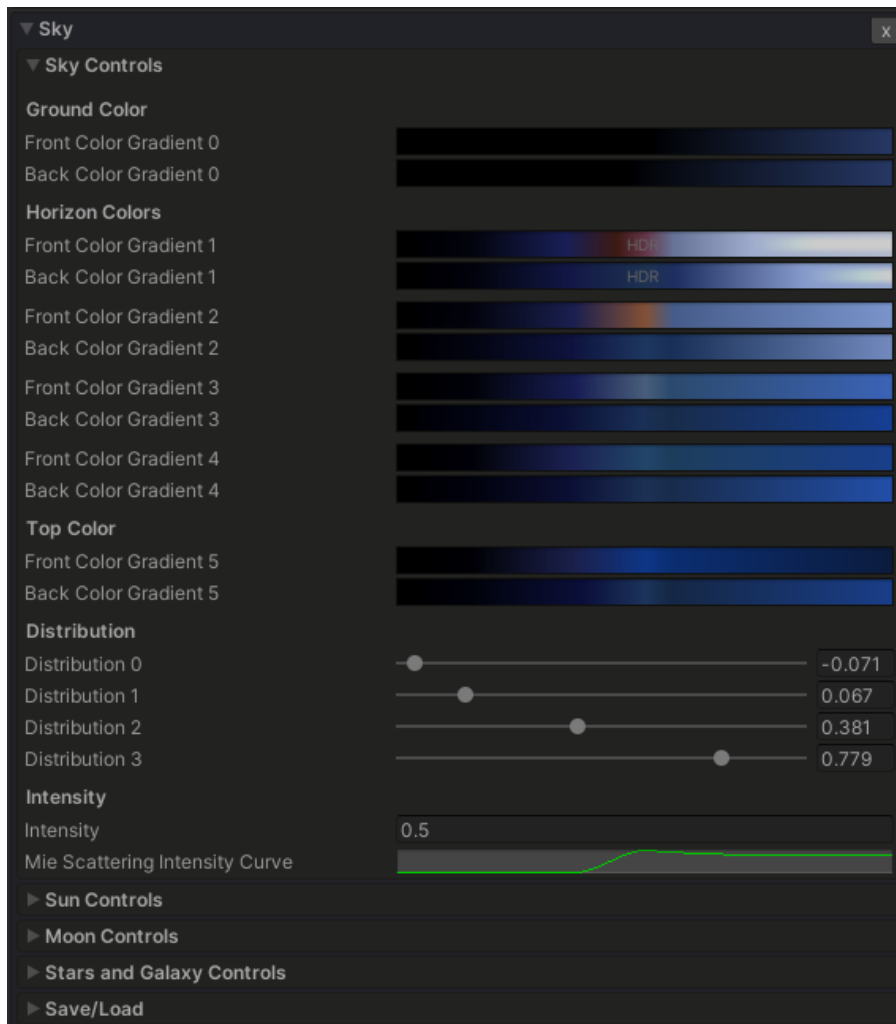 Sky
x
Sky Controls
Ground Color
Front Color Gradient 0
Back Color Gradient 0
Horizon Colors
Front Color Gradient 1 HDR
Back Color Gradient 1 HDR
Front Color Gradient 2
Back Color Gradient 2
Front Color Gradient 3
Back Color Gradient 3
Front Color Gradient 4
Back Color Gradient 4
Top Color
Front Color Gradient 5
Back Color Gradient 5
Distribution
Distribution 0 -0.071
Distribution 1 0.067
Distribution 2 0.381
Distribution 3 0.779
Intensity
Intensity 0.5
Mie Scattering Intensity Curve
Sun Controls
Moon Controls
Stars and Galaxy Controls
Save/Load